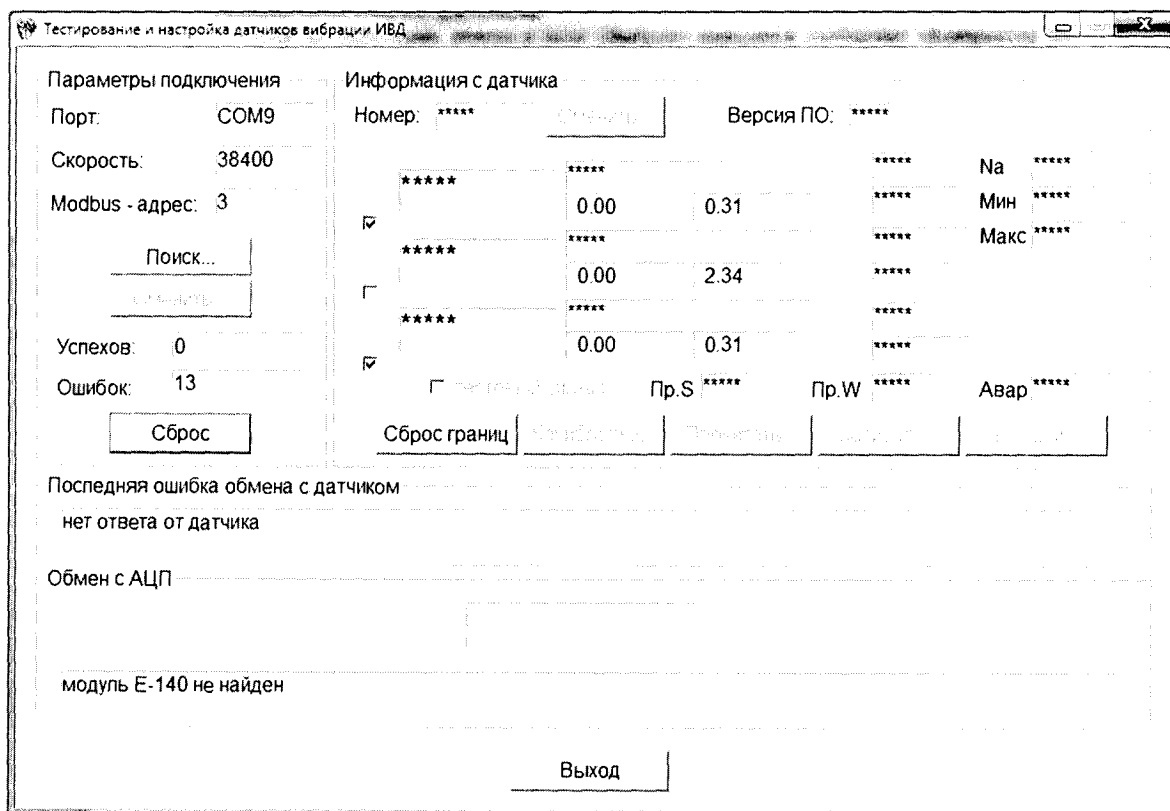 Тестирование и настройка датчиков вибрации ИВД
Параметры подключения
Порт: COM9
Скорость: 38400
Modbus - адрес: 3
Поиск...
Успехов: 0
Ошибок: 13
Сброс
Информация с датчика
Номер: ***** Версия ПО: *****
***** ***** ***** Na *****
0.00 0.31 ***** Мин *****
***** ***** ***** Макс *****
0.00 2.34 *****
***** ***** *****
0.00 0.31 *****
Пр.S ***** Пр.W ***** Авар *****
Сброс границ
Последняя ошибка обмена с датчиком
нет ответа от датчика
Обмен с АЦП
модуль E-140 не найден
Выход